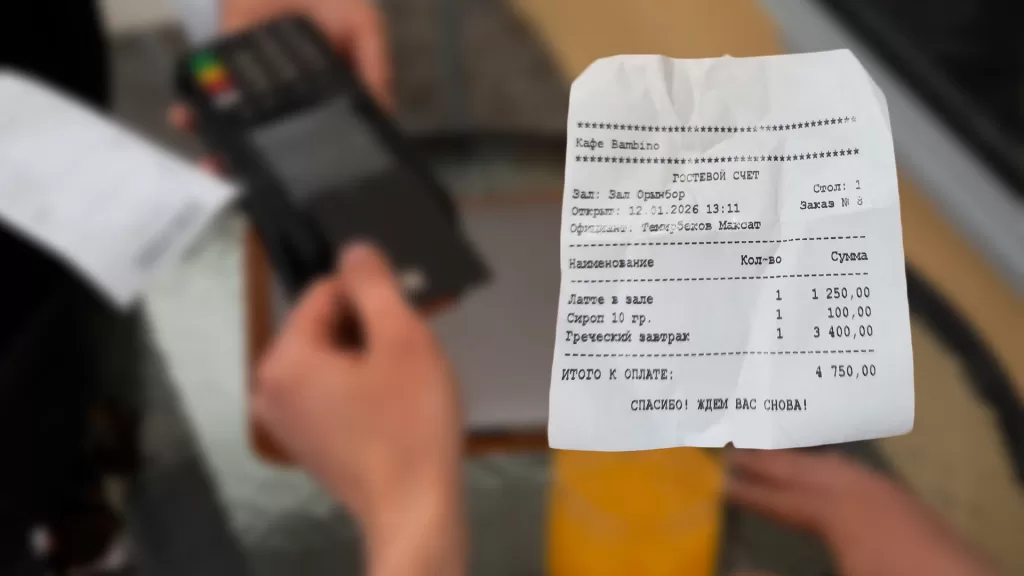 ************************************************
Кафе Bambino
************************************************
ГОСТЕВОЙ СЧЕТ
Зал: Зал Орынбор Стол: 1
Открыт: 12.01.2026 13:11 Заказ № 8
Официант: Темирбеков Максат
Наименование Кол-во Сумма
Латте в зале 1 1 250,00
Сироп 10 гр. 1 100,00
Греческий завтрак 1 3 400,00
ИТОГО К ОПЛАТЕ: 4 750,00
СПАСИБО! ЖДЕМ ВАС СНОВА!